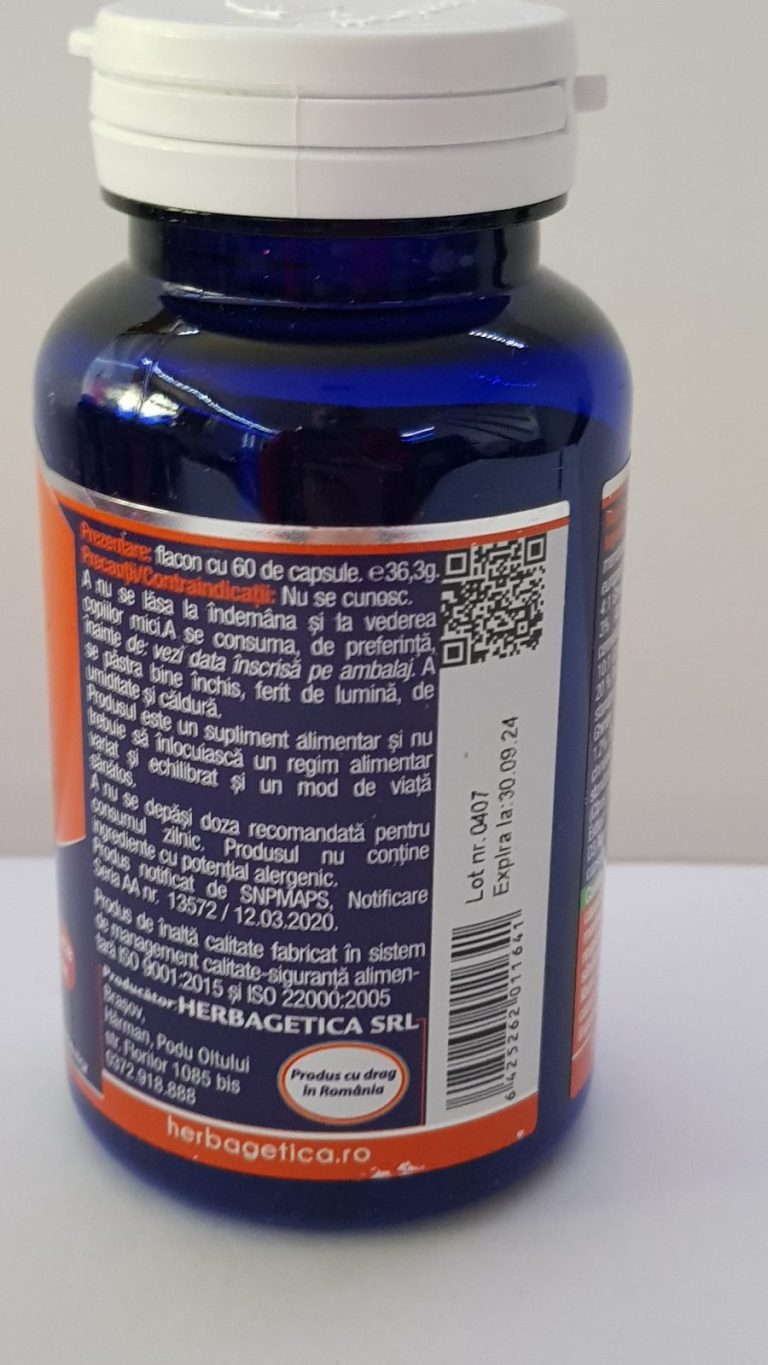 Prezentare: flacon cu 60 de capsule. ℮36,3g.
Precauții/Contraindicații: Nu se cunosc.
A nu se lăsa la îndemâna și la vederea
copiilor mici.A se consuma, de preferință,
înainte de: vezi data înscrisă pe ambalaj. A
se păstra bine închis, ferit de lumină, de
umiditate și căldură.
Produsul este un supliment alimentar și nu
trebuie să înlocuiască un regim alimentar
variat și echilibrat și un mod de viață
sănătos.
A nu se depăși doza recomandată pentru
consumul zilnic. Produsul nu conține
ingrediente cu potențial alergenic.
Produs notificat de SNPMAPS, Notificare
Seria AA nr. 13572 / 12.03.2020.
Produs de înaltă calitate fabricat în sistem
de management calitate-siguranță alimen-
tară ISO 9001:2015 și ISO 22000:2005
Producător: HERBAGETICA SRL
Brașov,
Hărman, Podu Oltului
str. Florilor 1085 bis
0372.918.888
Produs cu drag
în România
herbagetica.ro
Lot nr. 0407
Expira la: 30.09.24
6 425262 011641